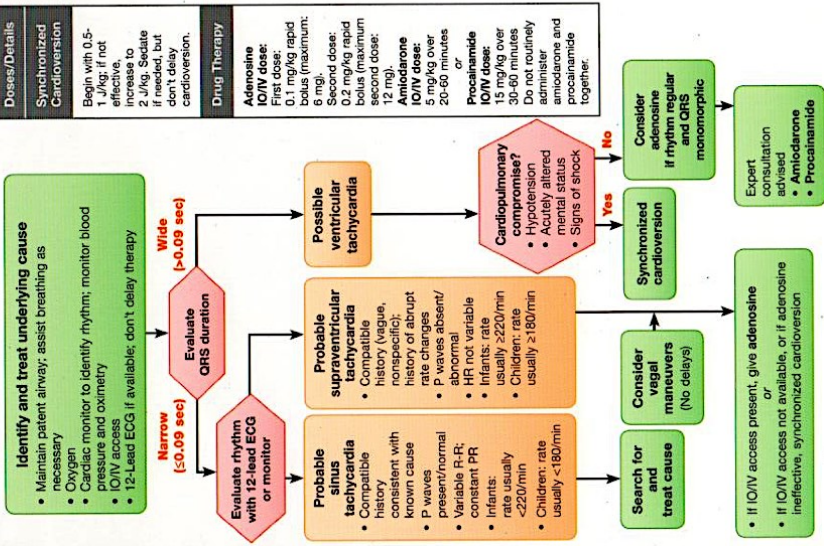 Identify and treat underlying cause
• Maintain patent airway; assist breathing as
necessary
• Oxygen
• Cardiac monitor to identify rhythm; monitor blood
pressure and oximetry
• IO/IV access
• 12-Lead ECG if available; don't delay therapy
Narrow
(≤0.09 sec)
Evaluate
QRS duration
Wide
(>0.09 sec)
Evaluate rhythm
with 12-lead ECG
or monitor
Probable
sinus
tachycardia
• Compatible
history
consistent with
known cause
• P waves
present/normal
• Variable R-R;
constant PR
• Infants:
rate usually
<220/min
• Children: rate
usually <180/min
Probable
supraventricular
tachycardia
• Compatible
history (vague,
nonspecific);
history of abrupt
rate changes
• P waves absent/
abnormal
• HR not variable
• Infants: rate
usually ≥220/min
• Children: rate
usually ≥180/min
Possible
ventricular
tachycardia
Cardiopulmonary
compromise?
• Hypotension
• Acutely altered
mental status
• Signs of shock
Yes
No
Search for
and
treat cause
Consider
vagal
maneuvers
(No delays)
Synchronized
cardioversion
Consider
adenosine
if rhythm regular
and QRS
monomorphic
• If IO/IV access present, give adenosine
or
• If IO/IV access not available, or if adenosine
ineffective, synchronized cardioversion
Expert
consultation
advised
• Amiodarone
• Procainamide
Doses/Details
Synchronized
Cardioversion
Begin with 0.5-
1 J/kg; if not
effective,
increase to
2 J/kg. Sedate
if needed, but
don't delay
cardioversion.
Drug Therapy
Adenosine
IO/IV dose:
First dose:
0.1 mg/kg rapid
bolus (maximum:
6 mg).
Second dose:
0.2 mg/kg rapid
bolus (maximum
second dose:
12 mg).
Amiodarone
IO/IV dose:
5 mg/kg over
20-60 minutes
or
Procainamide
IO/IV dose:
15 mg/kg over
30-60 minutes
Do not routinely
administer
amiodarone and
procainamide
together.